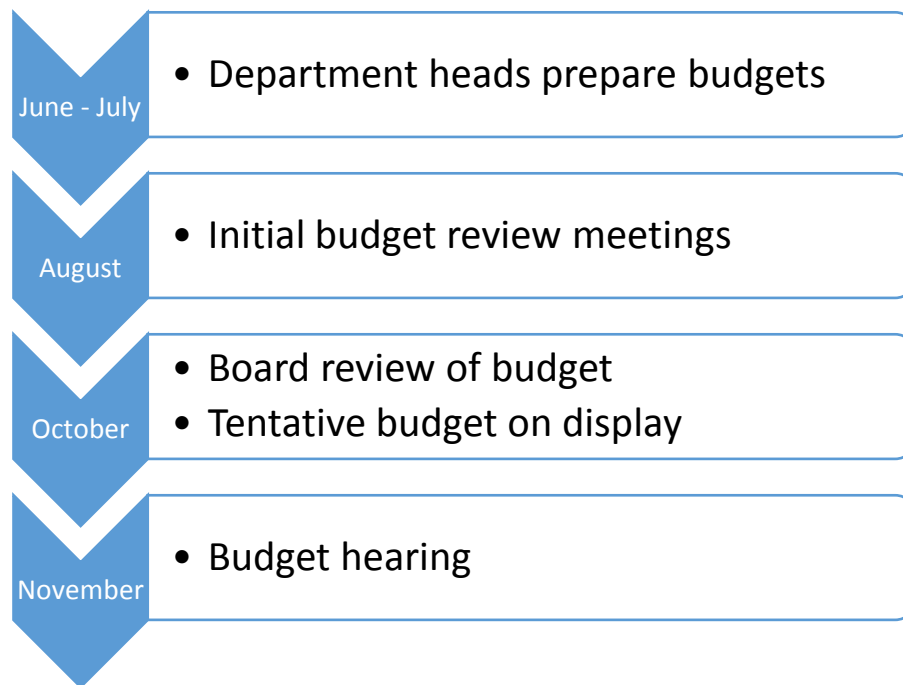 June - July
• Department heads prepare budgets
August
• Initial budget review meetings
October
• Board review of budget
• Tentative budget on display
November
• Budget hearing